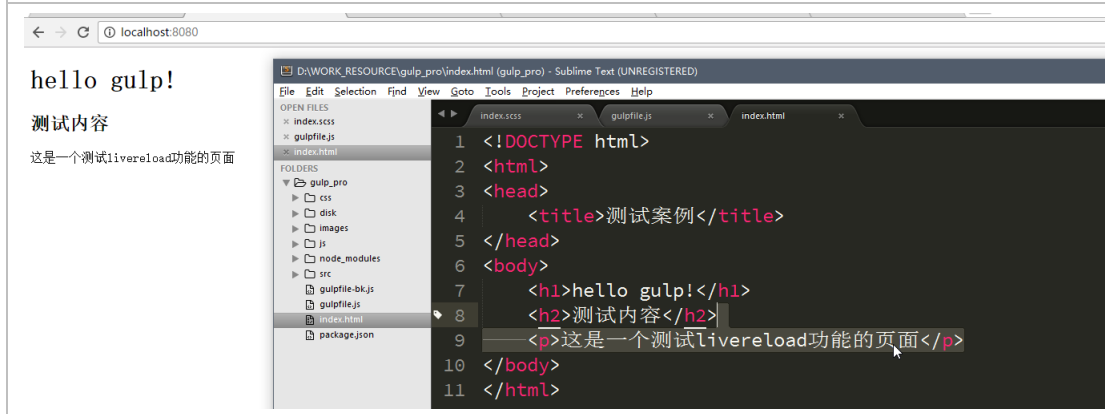 localhost:8080
hello gulp!
测试内容
这是一个测试livereload功能的页面
D:\WORK_RESOURCE\gulp_pro\index.html (gulp_pro) - Sublime Text (UNREGISTERED)
File Edit Selection Find View Goto Tools Project Preferences Help
OPEN FILES
× index.scss
× gulpfile.js
× index.html
FOLDERS
gulp_pro
css
disk
images
js
node_modules
src
gulpfile-bk.js
gulpfile.js
index.html
package.json
index.scss × gulpfile.js × index.html ×
1 <!DOCTYPE html>
2 <html>
3 <head>
4 <title>测试案例</title>
5 </head>
6 <body>
7 <h1>hello gulp!</h1>
8 <h2>测试内容</h2>
9 <p>这是一个测试livereload功能的页面</p>
10 </body>
11 </html>